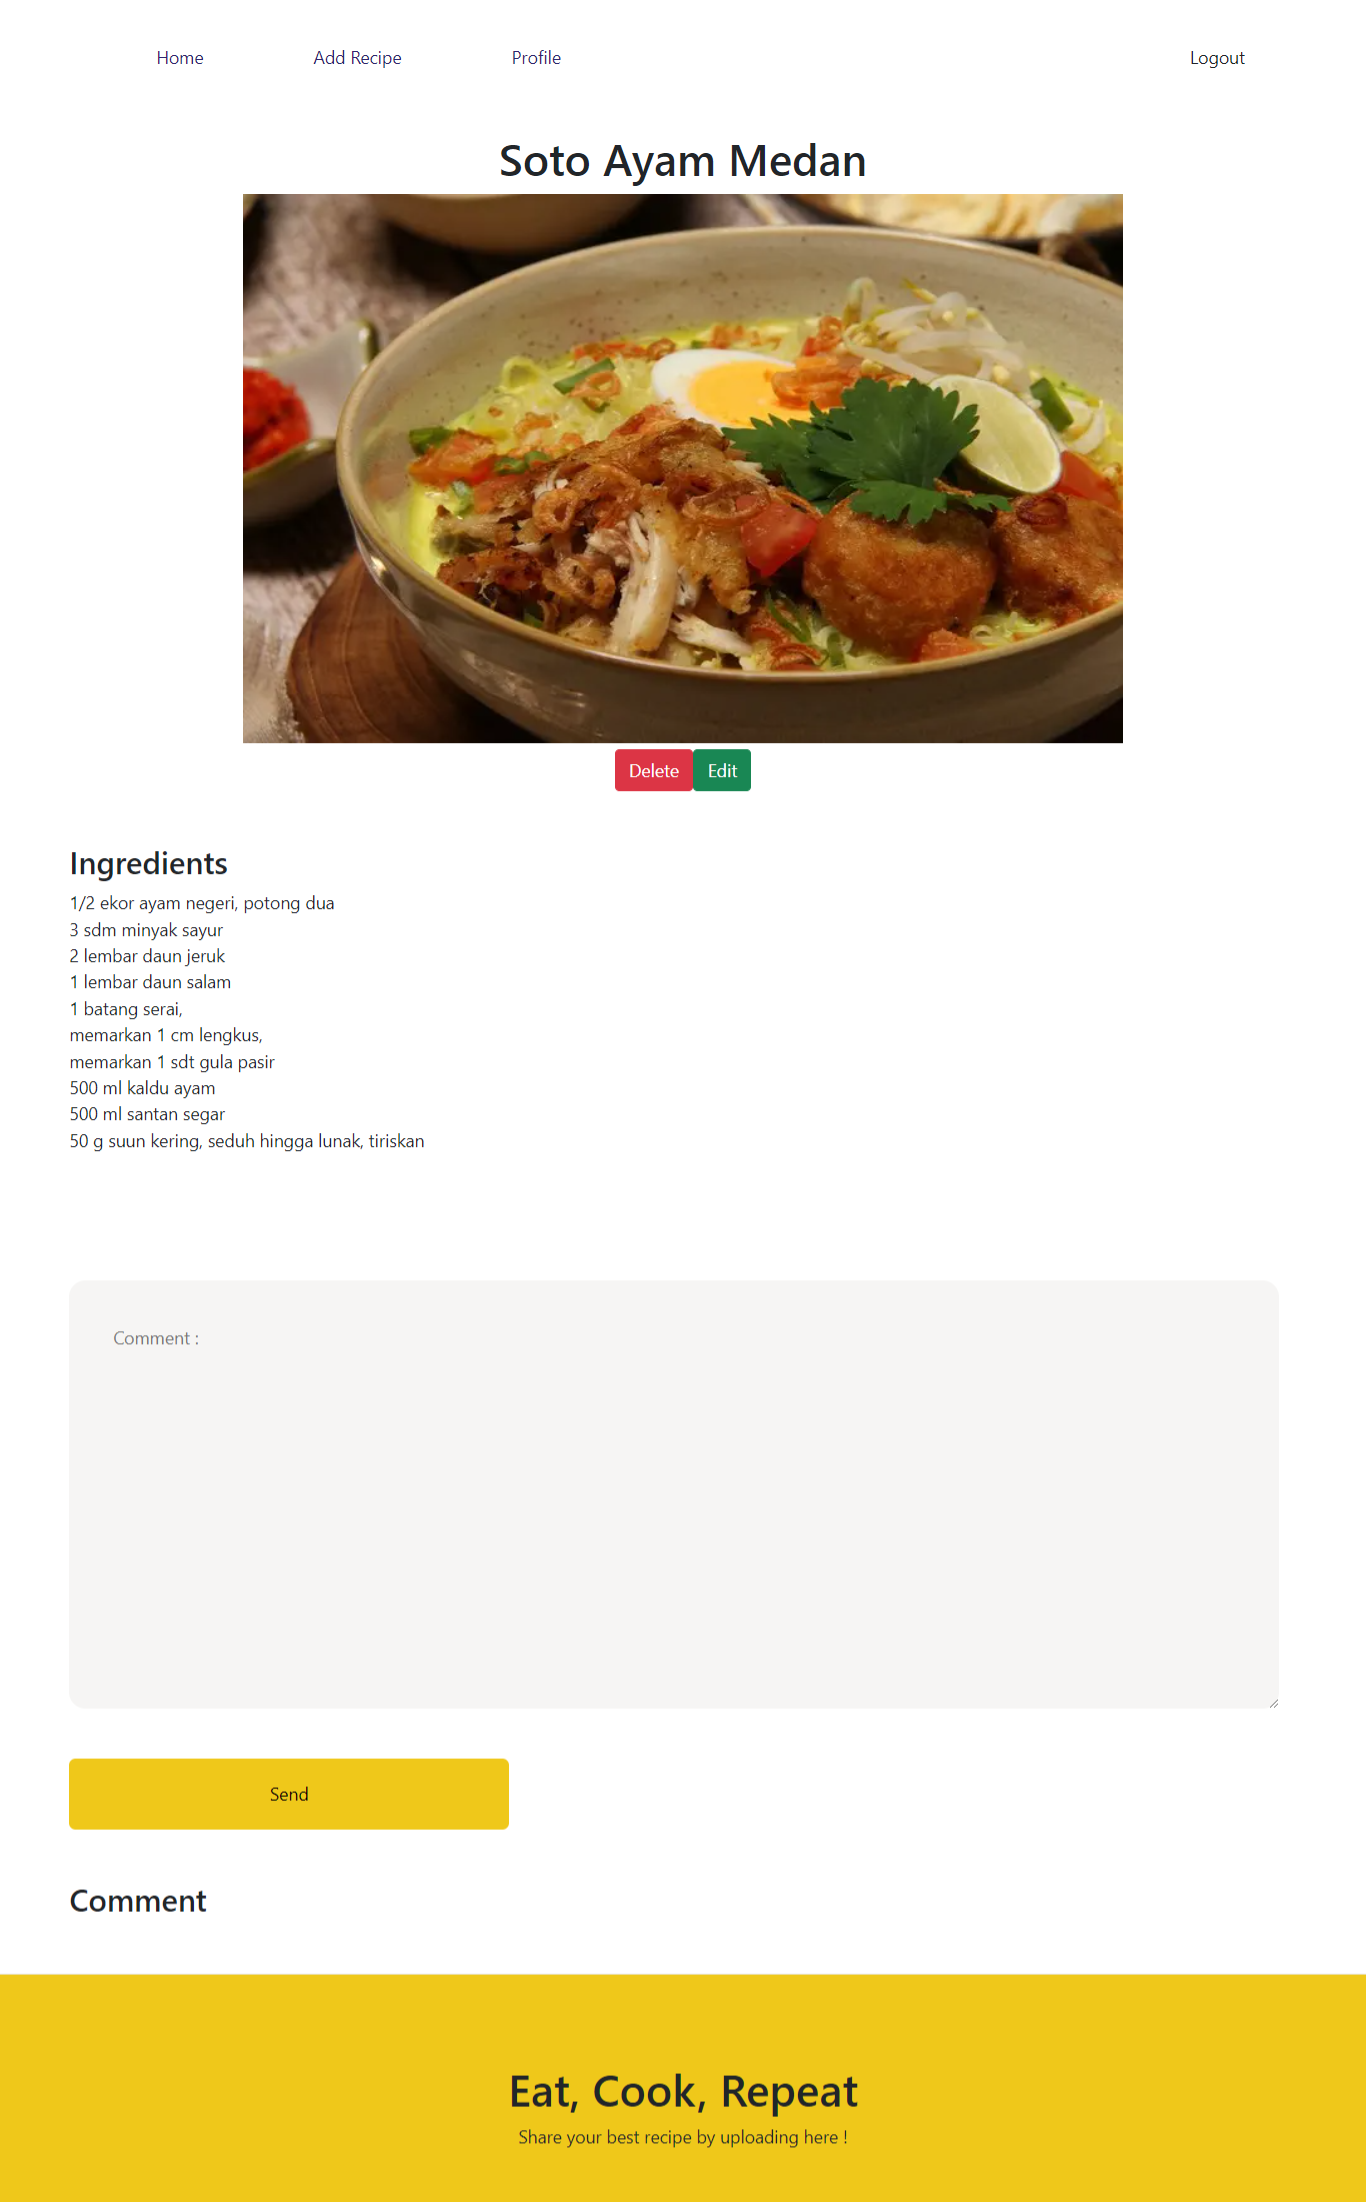 Home Add Recipe Profile Logout
Soto Ayam Medan
Delete Edit
Ingredients
1/2 ekor ayam negeri, potong dua
3 sdm minyak sayur
2 lembar daun jeruk
1 lembar daun salam
1 batang serai,
memarkan 1 cm lengkus,
memarkan 1 sdt gula pasir
500 ml kaldu ayam
500 ml santan segar
50 g suun kering, seduh hingga lunak, tiriskan
Comment :
Send
Comment
Eat, Cook, Repeat
Share your best recipe by uploading here !